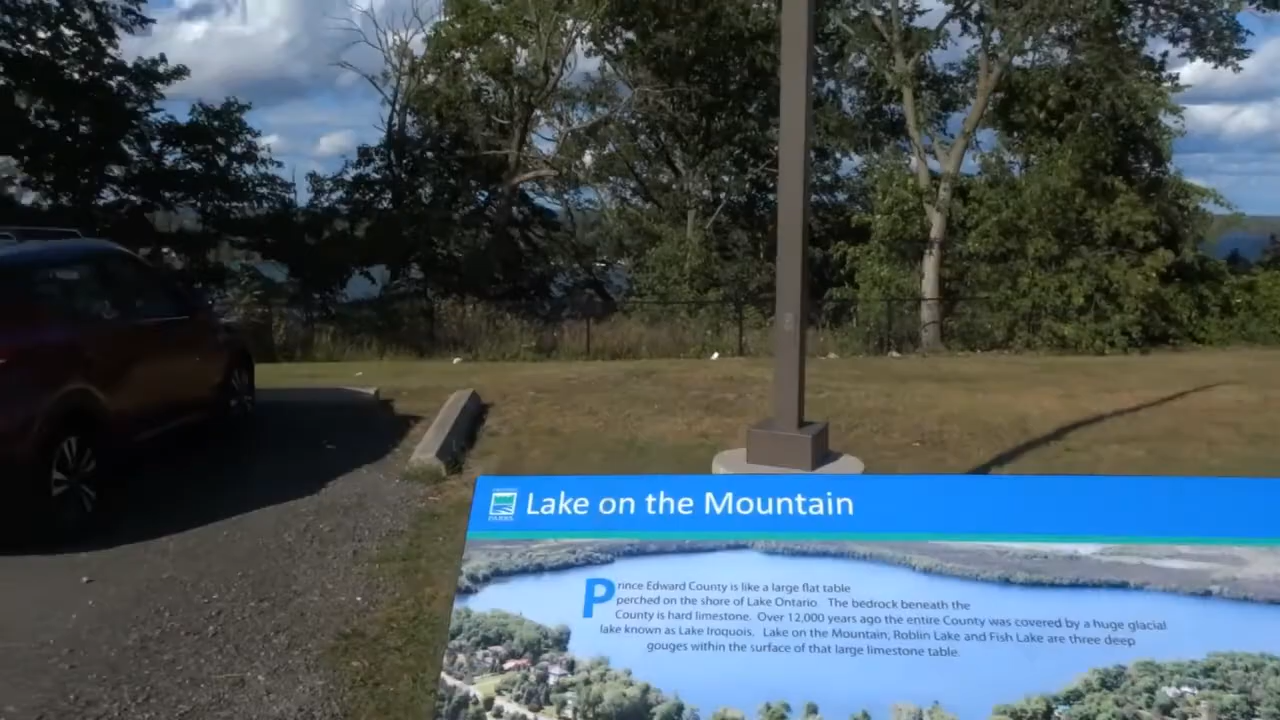 Lake on the Mountain
PARKS
Prince Edward County is like a large flat table
perched on the shore of Lake Ontario. The bedrock beneath the
County is hard limestone. Over 12,000 years ago the entire County was covered by a huge glacial
lake known as Lake Iroquois. Lake on the Mountain, Roblin Lake and Fish Lake are three deep
gouges within the surface of that large limestone table.